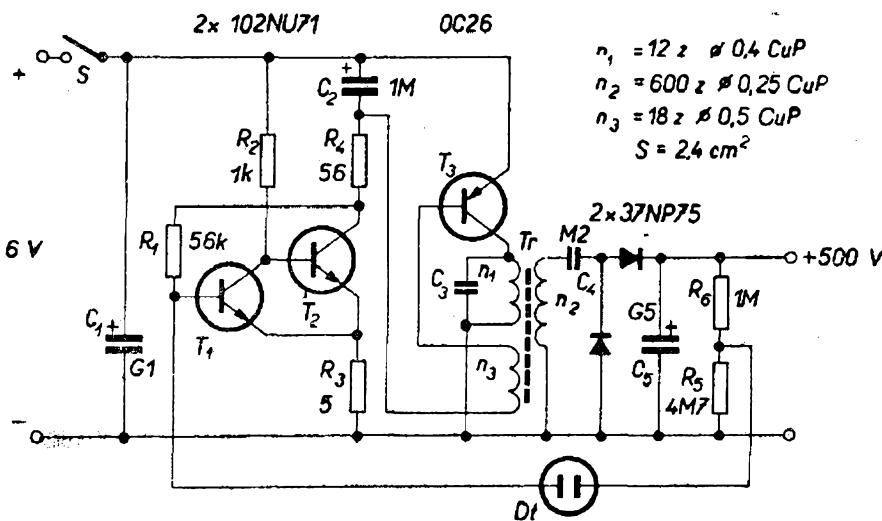 2x 102NU71
OC26
n1 = 12 z ø 0,4 CuP
n2 = 600 z ø 0,25 CuP
n3 = 18 z ø 0,5 CuP
S = 2,4 cm²
+
S
C2
+
1M
R2
1k
R4
56
T3
2x37NP75
R1
56k
6 V
Tr
M2
+500 V
C3
n1
n2
C4
T2
T1
G5
+
R6
1M
C1
+
G1
R3
5
n3
C5
R5
4M7
−
Dt